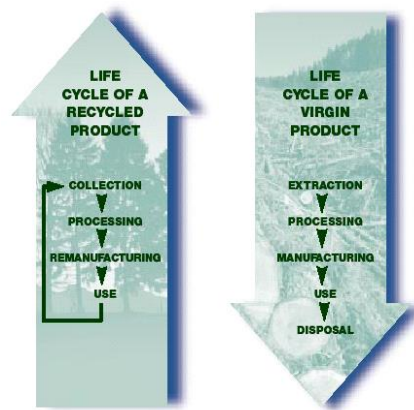 LIFE
CYCLE OF A
RECYCLED
PRODUCT
COLLECTION
PROCESSING
REMANUFACTURING
USE
LIFE
CYCLE OF A
VIRGIN
PRODUCT
EXTRACTION
PROCESSING
MANUFACTURING
USE
DISPOSAL